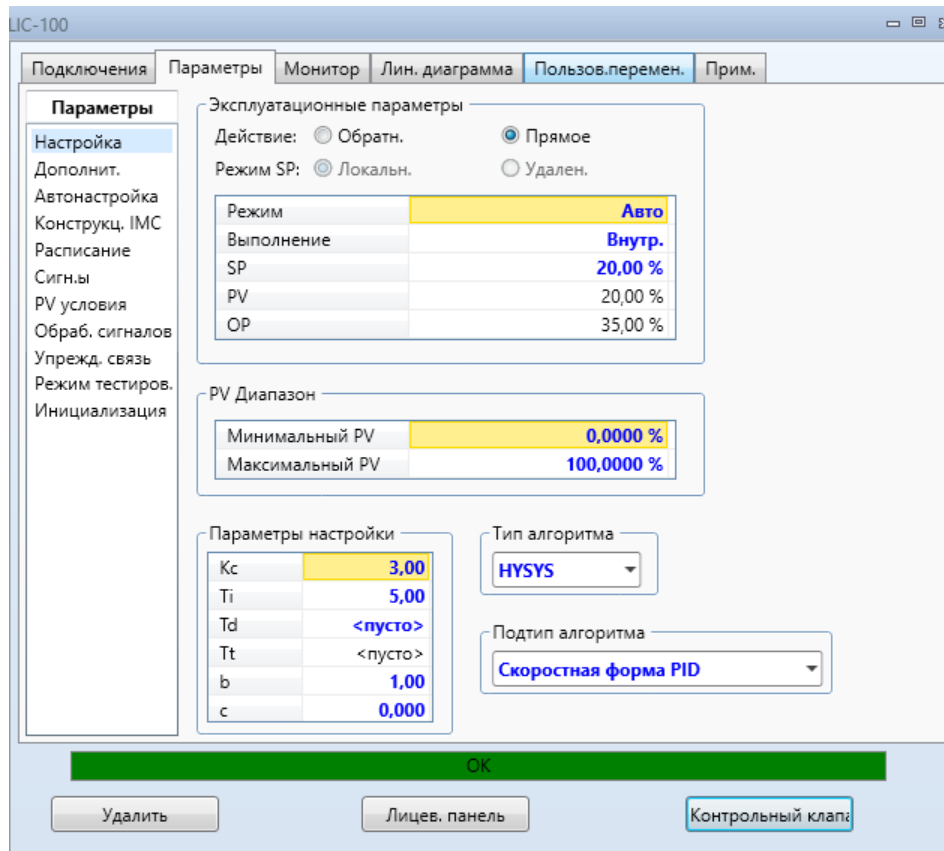 LIC-100
Подключения Параметры Монитор Лин. диаграмма Пользов.перемен. Прим.
Параметры
Настройка
Дополнит.
Автонастройка
Конструкц. IMC
Расписание
Сигн.ы
PV условия
Обраб. сигналов
Упрежд. связь
Режим тестиров.
Инициализация
Эксплуатационные параметры
Действие: Обратн. Прямое
Режим SP: Локальн. Удален.
Режим Авто
Выполнение Внутр.
SP 20,00 %
PV 20,00 %
OP 35,00 %
PV Диапазон
Минимальный PV 0,0000 %
Максимальный PV 100,0000 %
Параметры настройки
Kc 3,00
Ti 5,00
Td <пусто>
Tt <пусто>
b 1,00
c 0,000
Тип алгоритма
HYSYS
Подтип алгоритма
Скоростная форма PID
OK
Удалить Лицев. панель Контрольный клапа